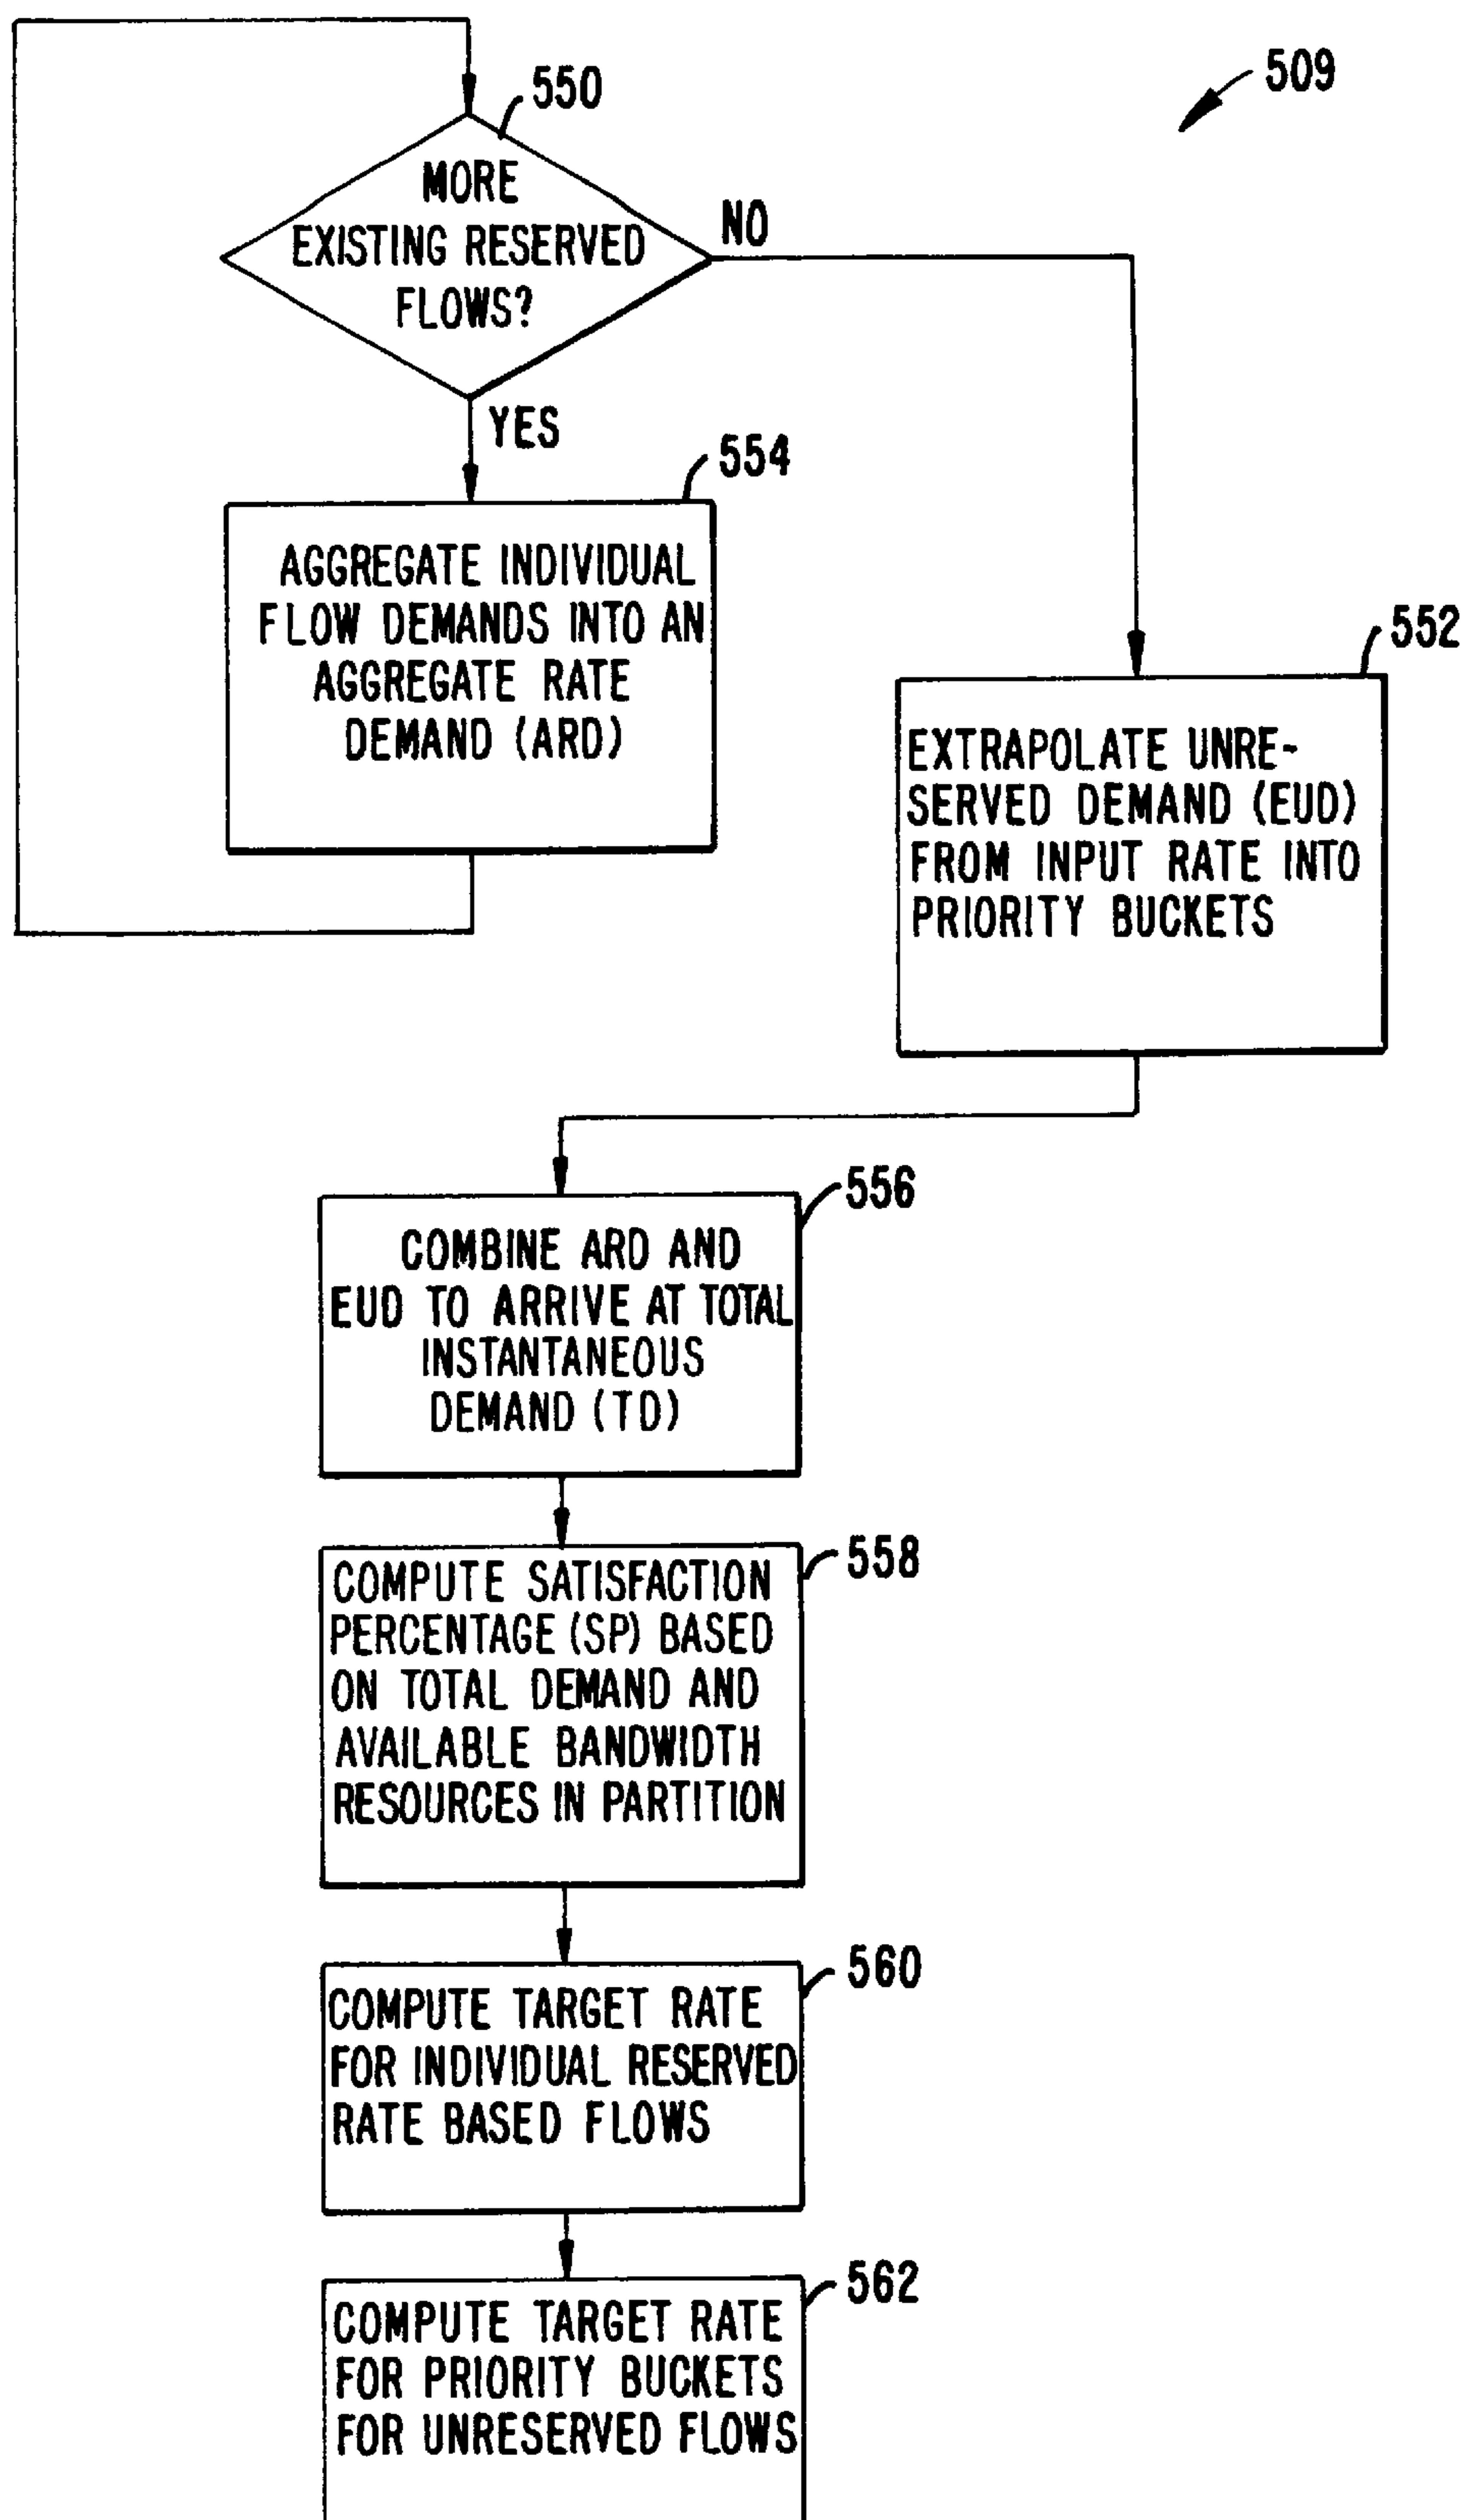 509
550
MORE
EXISTING RESERVED
FLOWS?
NO
YES
554
AGGREGATE INDIVIDUAL
FLOW DEMANDS INTO AN
AGGREGATE RATE
DEMAND (ARD)
552
EXTRAPOLATE UNRE-
SERVED DEMAND (EUD)
FROM INPUT RATE INTO
PRIORITY BUCKETS
556
COMBINE ARD AND
EUD TO ARRIVE AT TOTAL
INSTANTANEOUS
DEMAND (TD)
558
COMPUTE SATISFACTION
PERCENTAGE (SP) BASED
ON TOTAL DEMAND AND
AVAILABLE BANDWIDTH
RESOURCES IN PARTITION
560
COMPUTE TARGET RATE
FOR INDIVIDUAL RESERVED
RATE BASED FLOWS
562
COMPUTE TARGET RATE
FOR PRIORITY BUCKETS
FOR UNRESERVED FLOWS